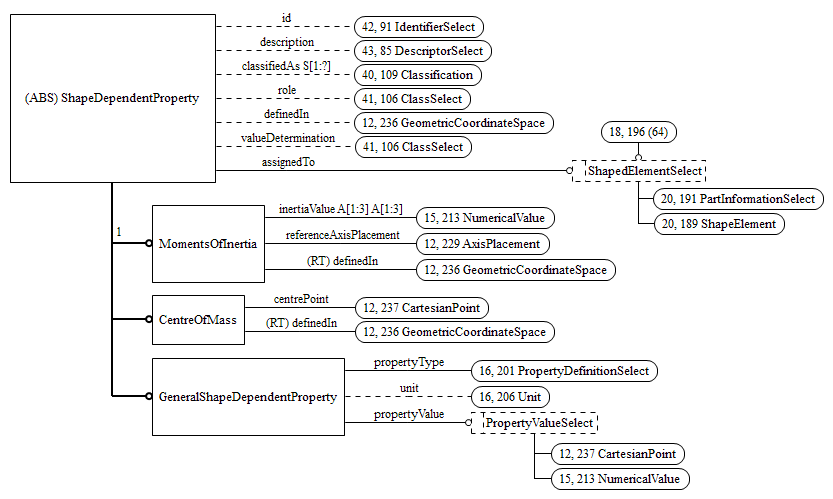 id
42, 91 IdentifierSelect
description
43, 85 DescriptorSelect
classifiedAs S[1:?]
40, 109 Classification
(ABS) ShapeDependentProperty
role
41, 106 ClassSelect
definedIn
12, 236 GeometricCoordinateSpace
18, 196 (64)
valueDetermination
41, 106 ClassSelect
assignedTo
ShapedElementSelect
20, 191 PartInformationSelect
20, 189 ShapeElement
1
MomentsOfInertia
inertiaValue A[1:3] A[1:3]
15, 213 NumericalValue
referenceAxisPlacement
12, 229 AxisPlacement
(RT) definedIn
12, 236 GeometricCoordinateSpace
CentreOfMass
centrePoint
12, 237 CartesianPoint
(RT) definedIn
12, 236 GeometricCoordinateSpace
GeneralShapeDependentProperty
propertyType
16, 201 PropertyDefinitionSelect
unit
16, 206 Unit
propertyValue
PropertyValueSelect
12, 237 CartesianPoint
15, 213 NumericalValue